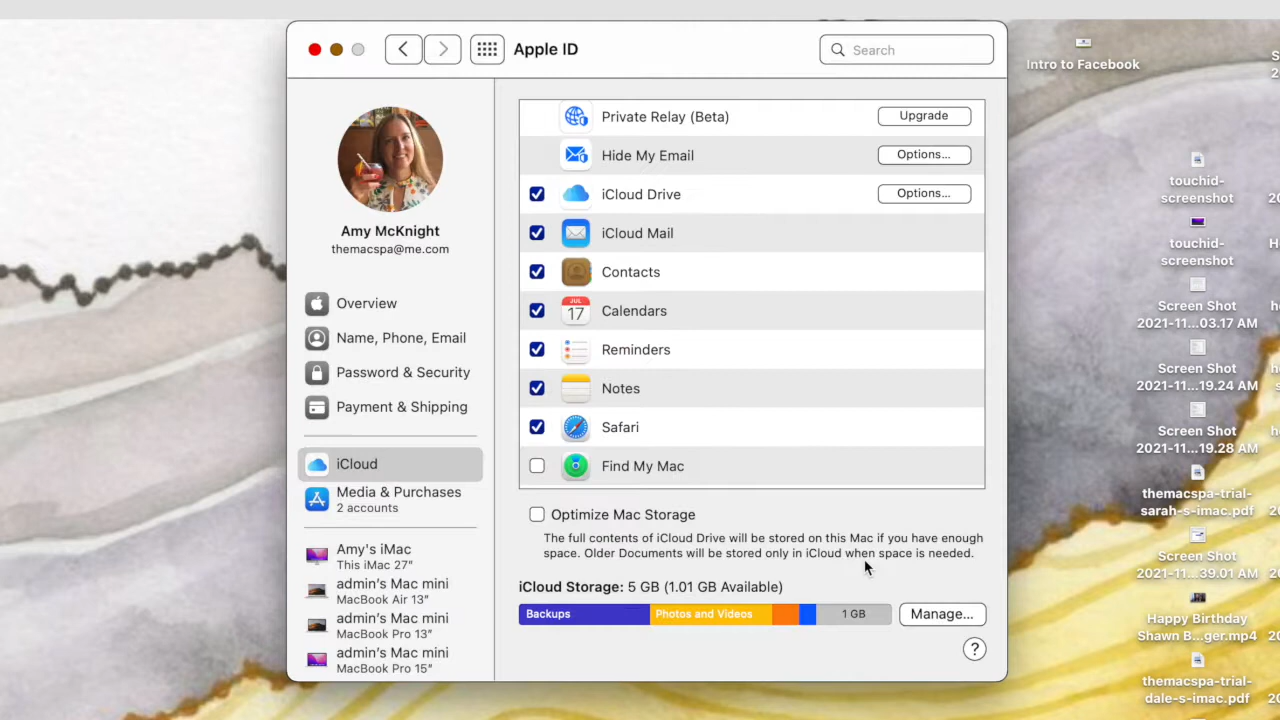 Apple ID
Search
Amy McKnight
themacspa@me.com
Overview
Name, Phone, Email
Password & Security
Payment & Shipping
iCloud
Media & Purchases
2 accounts
Amy's iMac
This iMac 27"
admin's Mac mini
MacBook Air 13"
admin's Mac mini
MacBook Pro 13"
admin's Mac mini
MacBook Pro 15"
Private Relay (Beta)
Upgrade
Hide My Email
Options...
iCloud Drive
Options...
iCloud Mail
Contacts
JUL
17
Calendars
Reminders
Notes
Safari
Find My Mac
Optimize Mac Storage
The full contents of iCloud Drive will be stored on this Mac if you have enough
space. Older Documents will be stored only in iCloud when space is needed.
iCloud Storage: 5 GB (1.01 GB Available)
Backups
Photos and Videos
1 GB
Manage...
?
Intro to Facebook
touchid-
screenshot
touchid-
screenshot
Screen Shot
2021-11...03.17 AM
Screen Shot
2021-11...19.24 AM
Screen Shot
2021-11...19.28 AM
themacspa-trial-
sarah-s-imac.pdf
Screen Shot
2021-11...39.01 AM
Happy Birthday
Shawn B...ger.mp4
themacspa-trial-
dale-s-imac.pdf